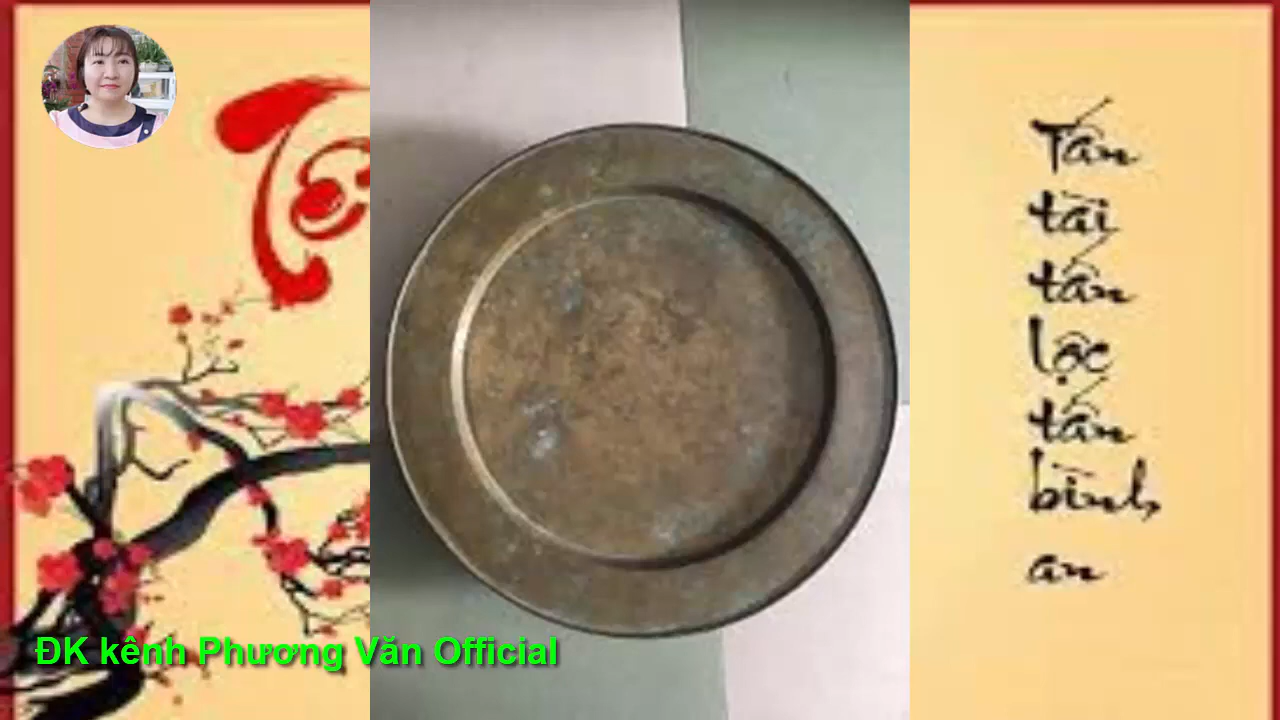 Tấn
tài
tấn
lộc
tấn
bình
an
ĐK kênh Phương Văn Official